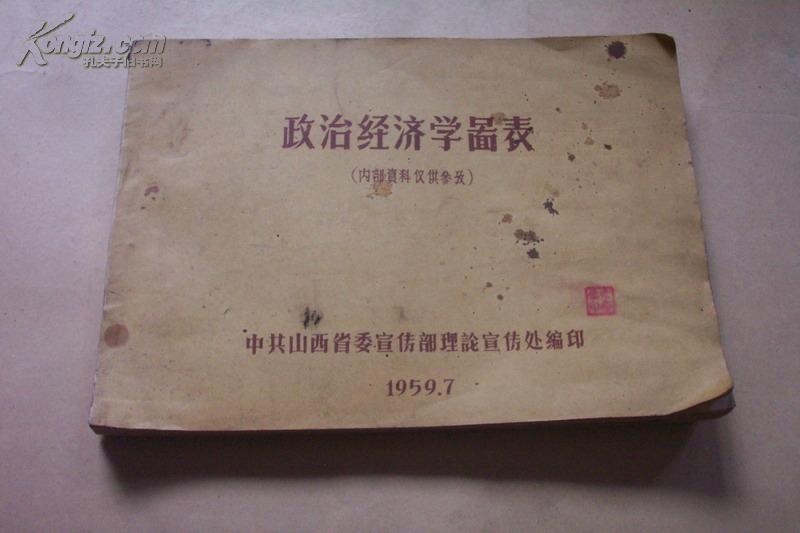 Kongfz.com
孔夫子旧书网
政治经济学啚表
(内部資料仅供参攷)
中共山西省委宣传部理論宣传处編印
1959.7